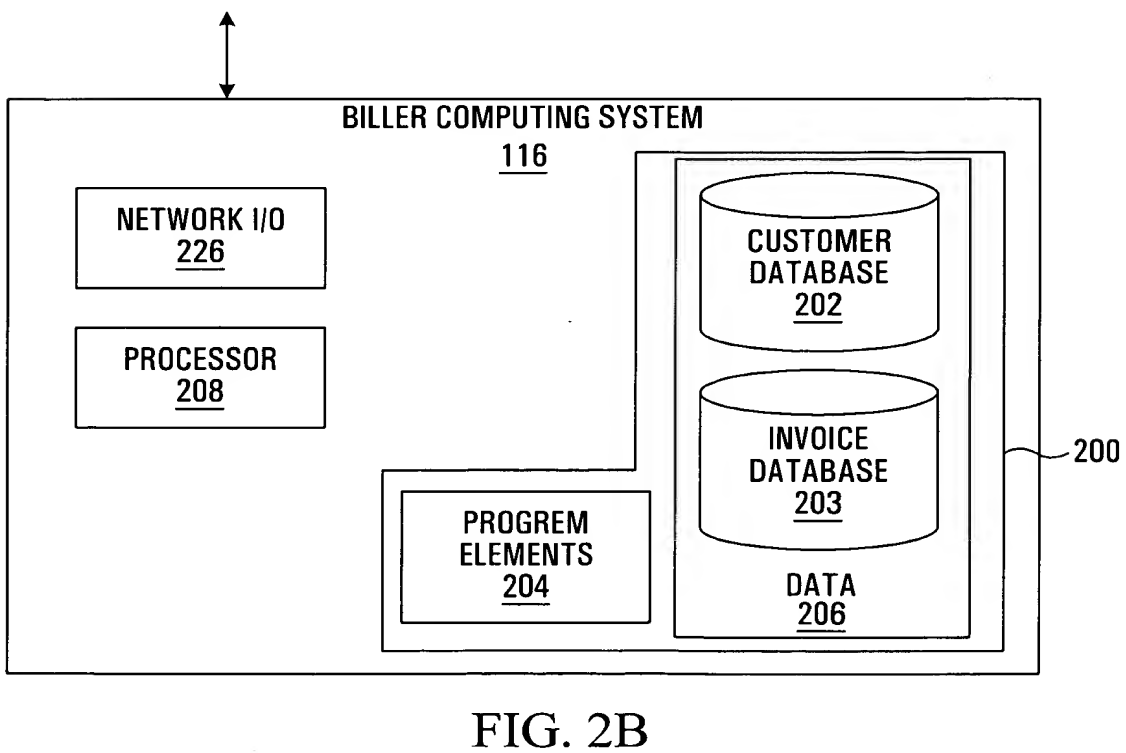 BILLER COMPUTING SYSTEM
116
NETWORK I/O
226
PROCESSOR
208
CUSTOMER
DATABASE
202
INVOICE
DATABASE
203
200
PROGREM
ELEMENTS
204
DATA
206
FIG. 2B